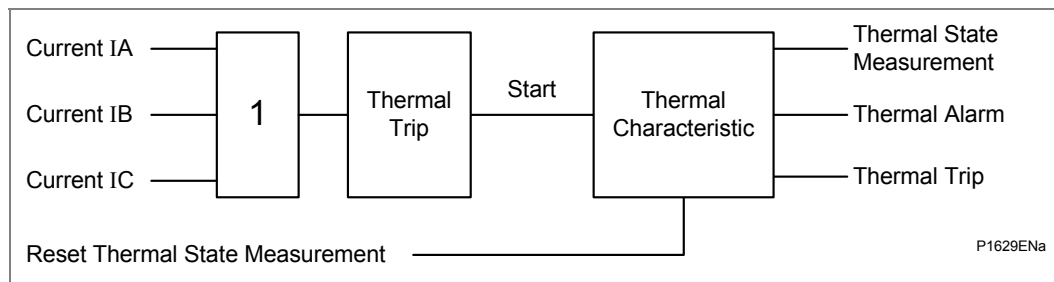 Current IA
Current IB
Current IC
1
Thermal
Trip
Start
Thermal
Characteristic
Thermal State
Measurement
Thermal Alarm
Thermal Trip
Reset Thermal State Measurement
P1629ENa